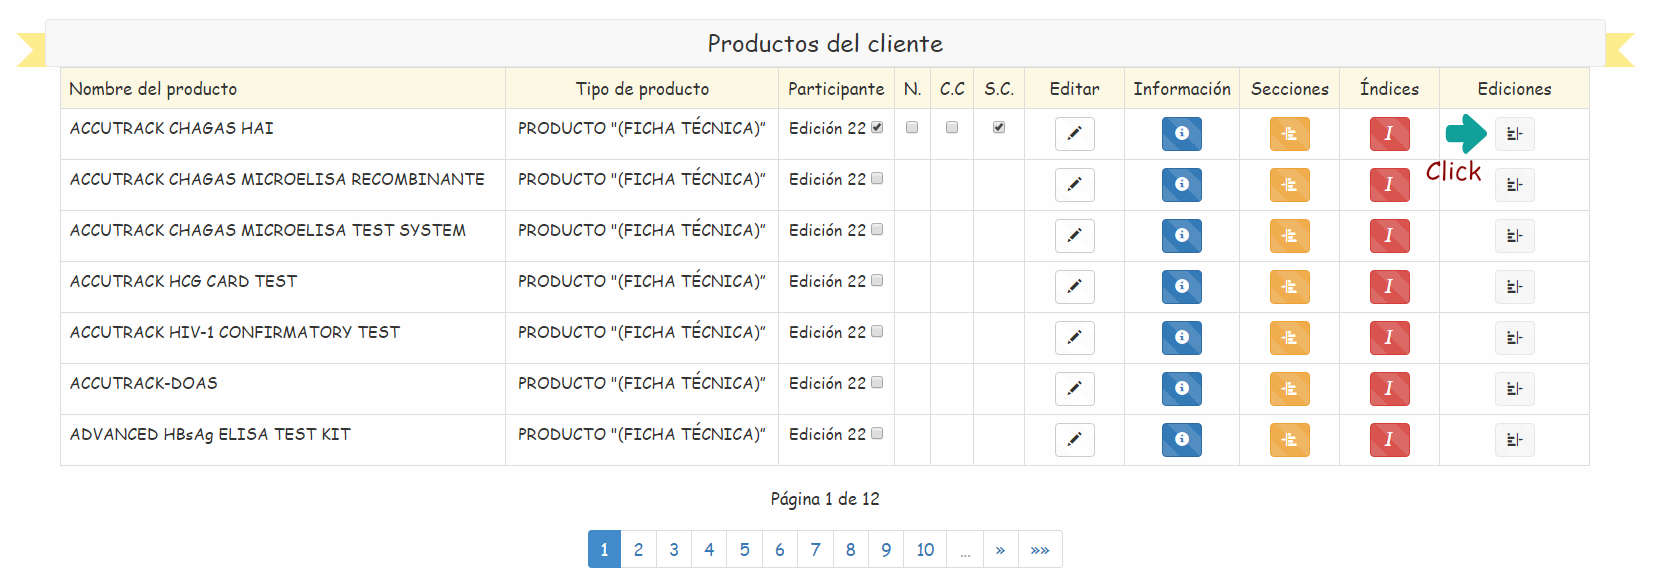 Productos del cliente
Nombre del producto Tipo de producto Participante N. C.C S.C. Editar Información Secciones Índices Ediciones
ACCUTRACK CHAGAS HAI PRODUCTO "(FICHA TÉCNICA)" Edición 22
Click
ACCUTRACK CHAGAS MICROELISA RECOMBINANTE PRODUCTO "(FICHA TÉCNICA)" Edición 22
ACCUTRACK CHAGAS MICROELISA TEST SYSTEM PRODUCTO "(FICHA TÉCNICA)" Edición 22
ACCUTRACK HCG CARD TEST PRODUCTO "(FICHA TÉCNICA)" Edición 22
ACCUTRACK HIV-1 CONFIRMATORY TEST PRODUCTO "(FICHA TÉCNICA)" Edición 22
ACCUTRACK-DOAS PRODUCTO "(FICHA TÉCNICA)" Edición 22
ADVANCED HBsAg ELISA TEST KIT PRODUCTO "(FICHA TÉCNICA)" Edición 22
Página 1 de 12
1 2 3 4 5 6 7 8 9 10 ... » »»